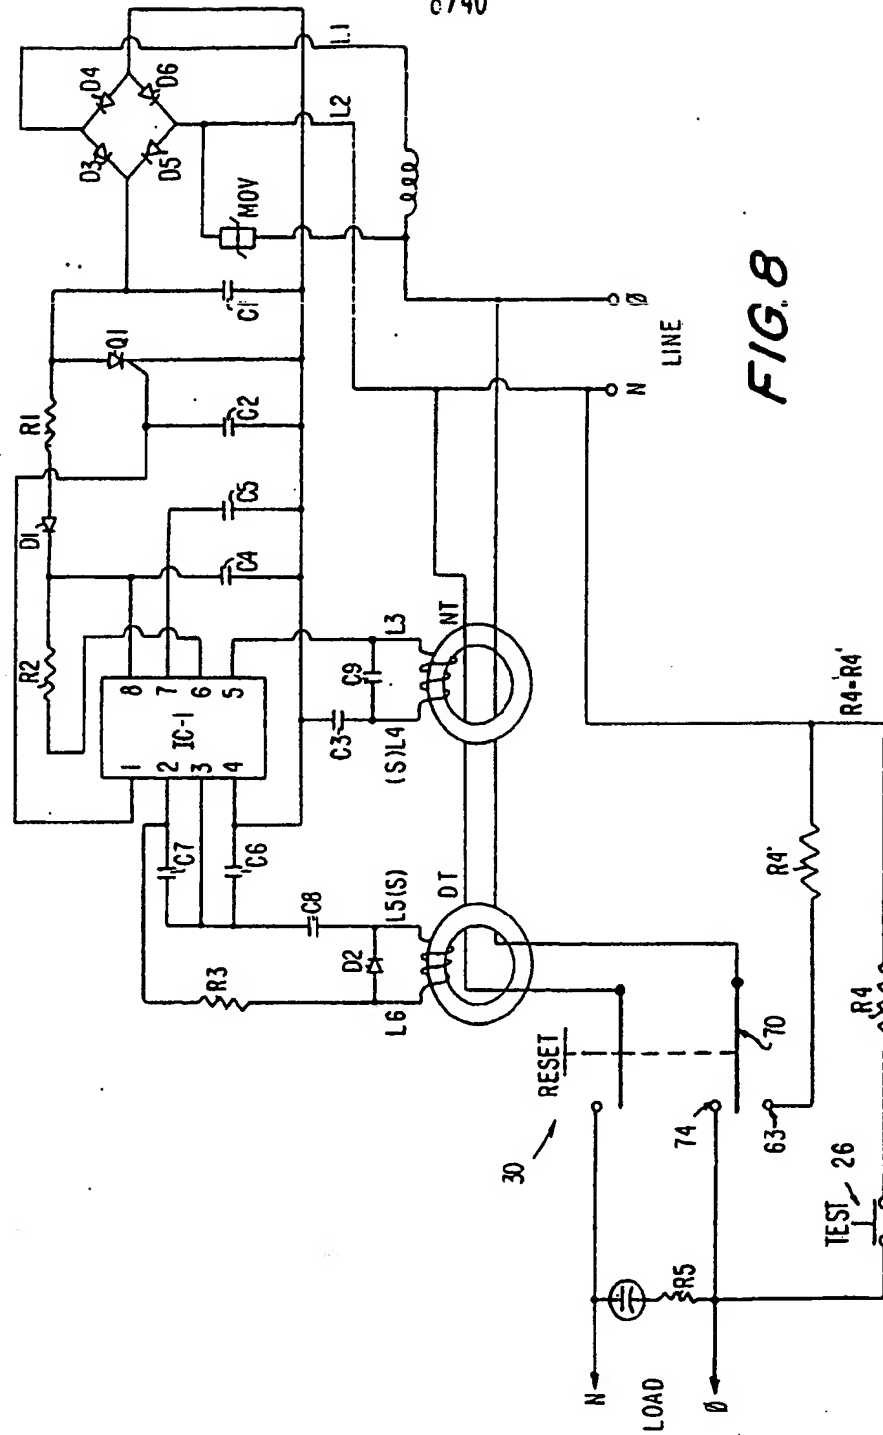 8/40
L1
D4
D6
L2
D3
D5
MOV
C1
Q1
R1
C2
D1
C5
C4
R2
8
7
6
5
IC-1
1
2
3
4
C7
C6
C9
C3
L3
(S)L4
NT
C8
L5(S)
DT
D2
R3
L6
Ø
LINE
N
FIG. 8
R4=R4'
R4'
R4
RESET
70
74
63
30
TEST
26
R5
N
LOAD
Ø